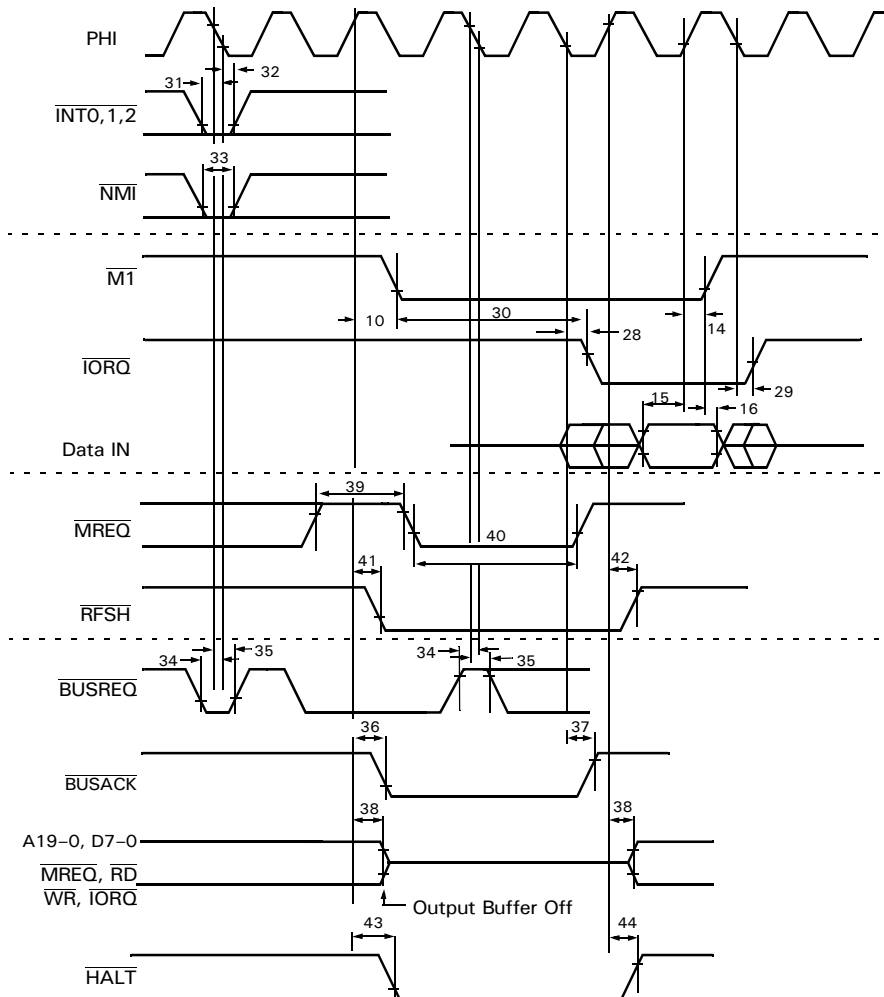 PHI
31
32
INT0,1,2
33
NMI
M1
10
30
28
14
IORQ
29
15
16
Data IN
39
MREQ
40
41
42
RFSH
34
35
34
35
BUSREQ
36
37
BUSACK
38
38
A19–0, D7–0
MREQ, RD
WR, IORQ
Output Buffer Off
43
44
HALT